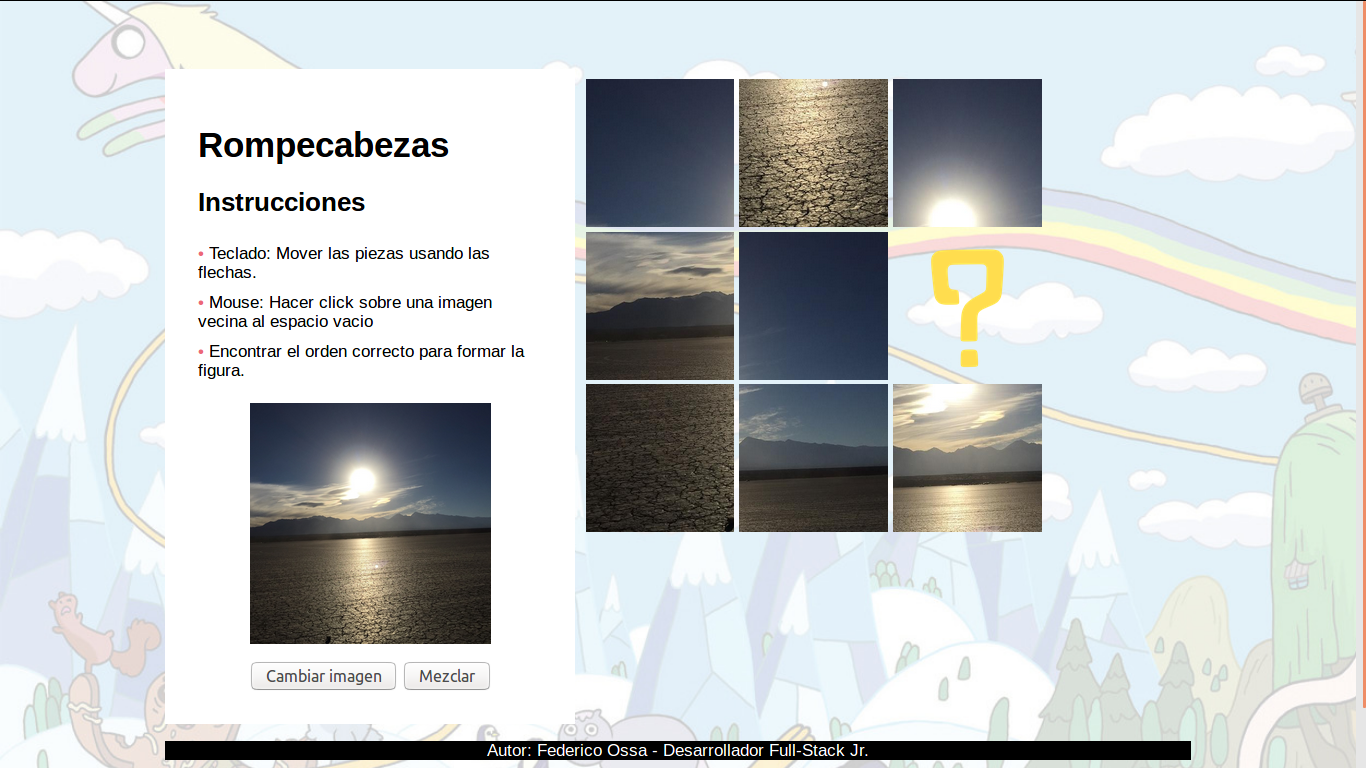 Rompecabezas
Instrucciones
• Teclado: Mover las piezas usando las
flechas.
• Mouse: Hacer click sobre una imagen
vecina al espacio vacio
• Encontrar el orden correcto para formar la
figura.
Cambiar imagen
Mezclar
?
Autor: Federico Ossa - Desarrollador Full-Stack Jr.